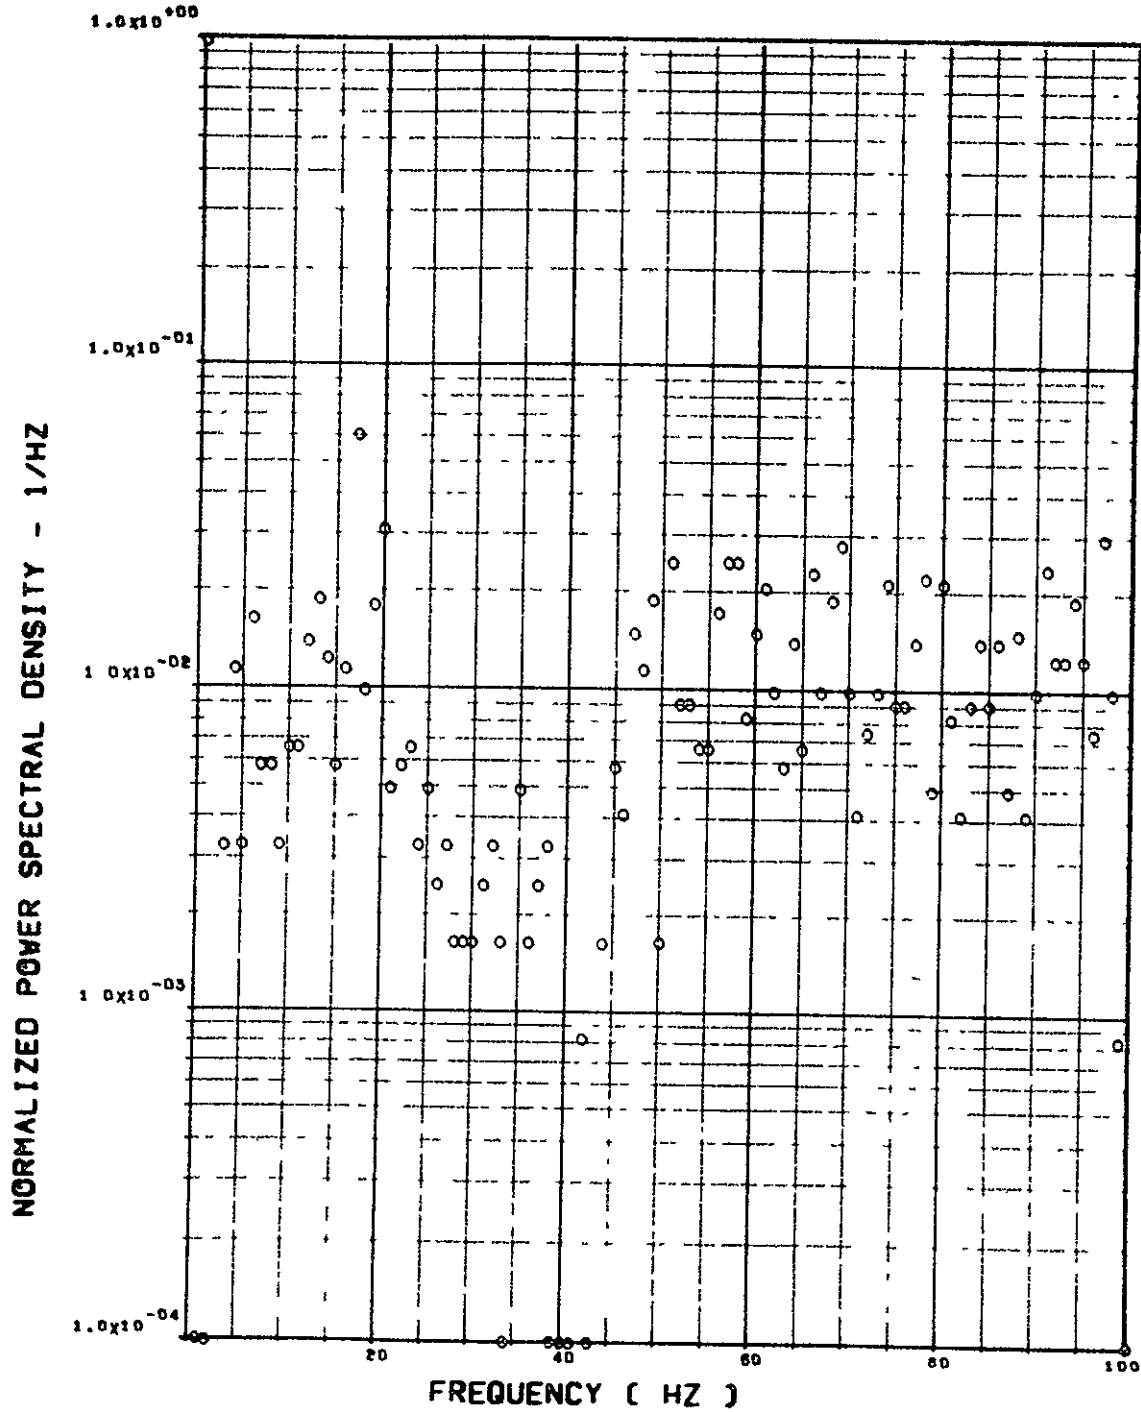 1.0x10+00
1.0x10-01
1 0x10-02
1 0x10-03
1.0x10-04
NORMALIZED POWER SPECTRAL DENSITY - 1/HZ
20 40 60 80 100
FREQUENCY ( HZ )